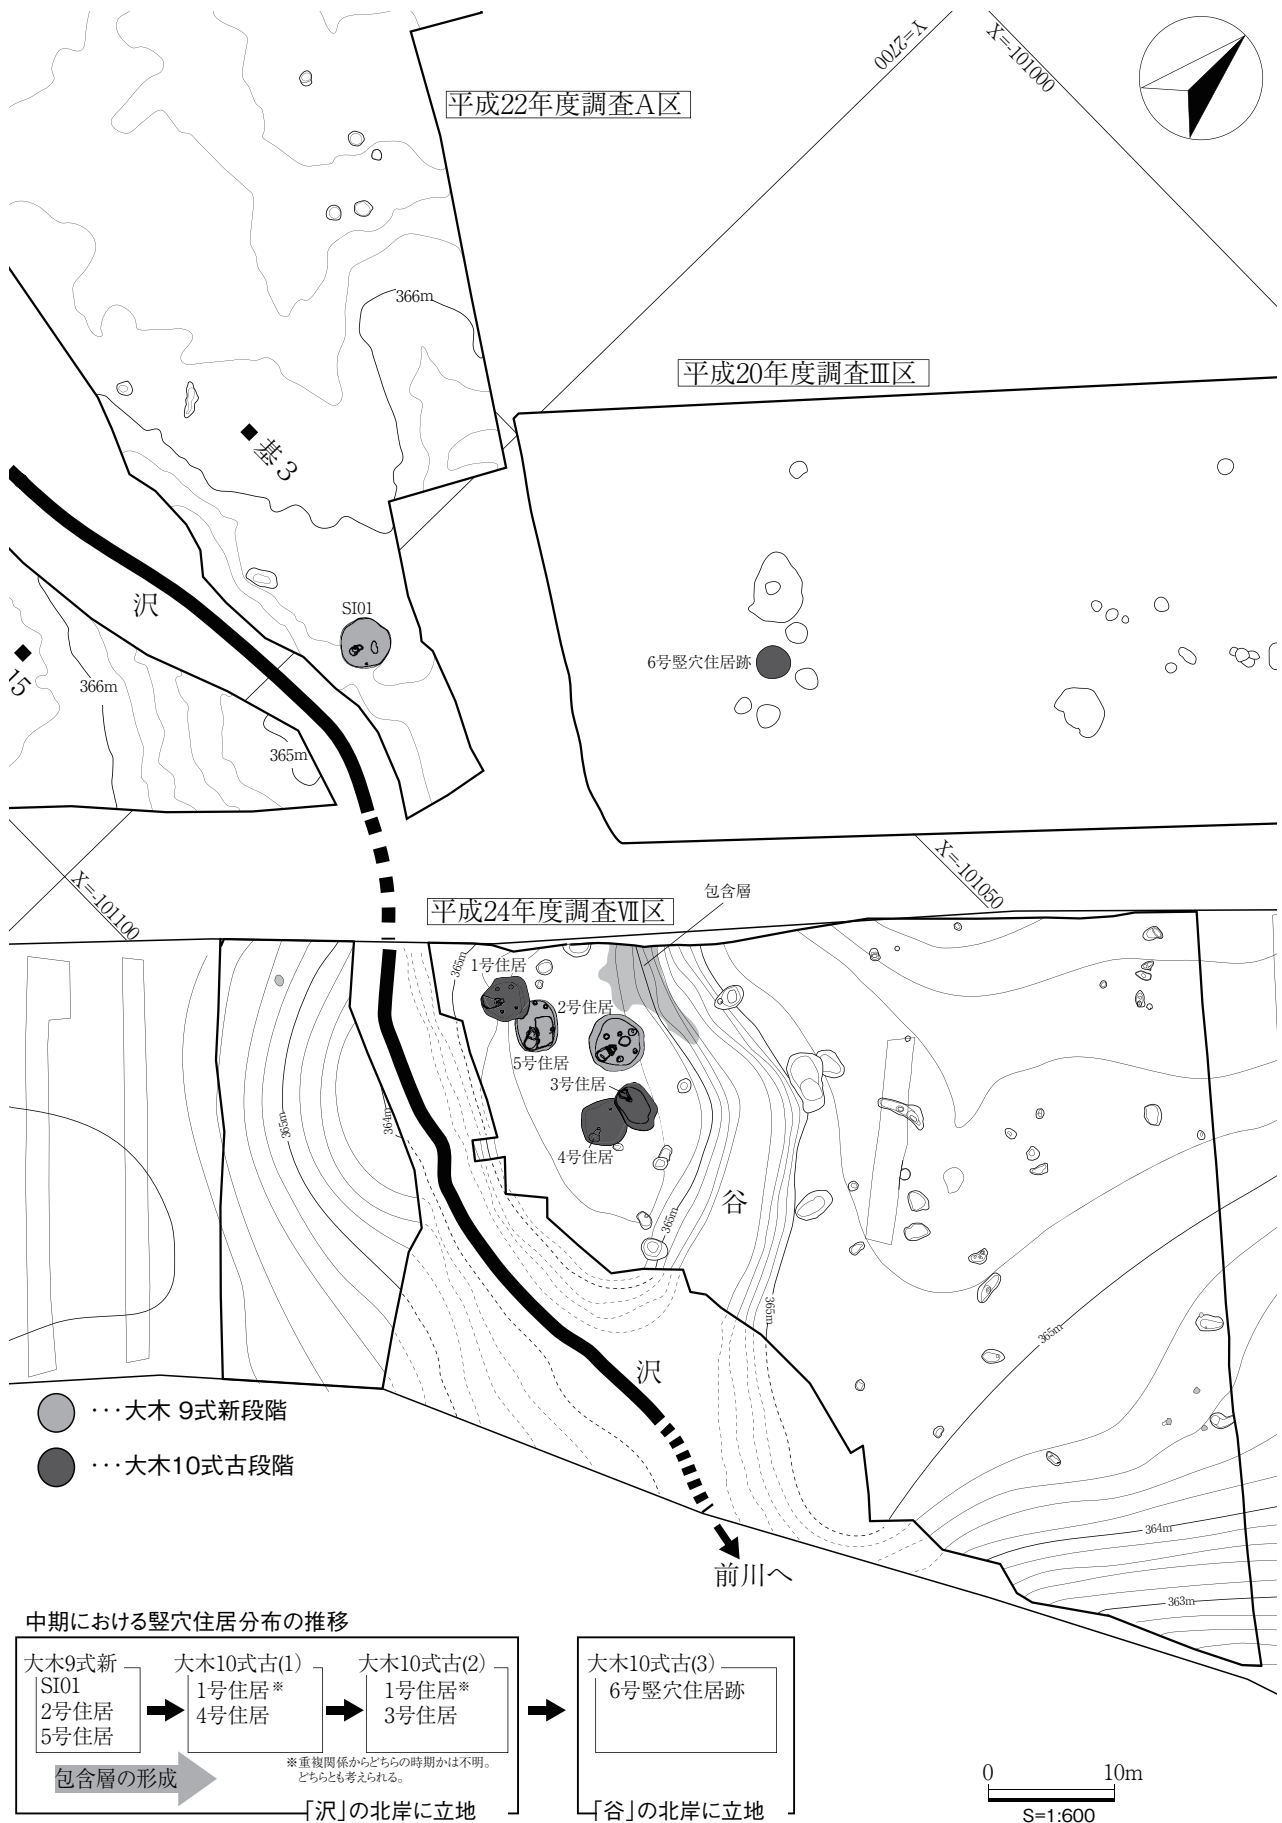 平成22年度調査A区
Y=2700
X=-101000
366m
平成20年度調査Ⅲ区
基3
沢
SI01
15
366m
365m
6号竪穴住居跡
X=-101100
X=-101050
包含層
平成24年度調査Ⅶ区
365m
1号住居
2号住居
5号住居
3号住居
4号住居
365m
364m
谷
365m
365m
365m
沢
364m
363m
前川へ
･･･大木 9式新段階
･･･大木10式古段階
中期における竪穴住居分布の推移
大木9式新
SI01
2号住居
5号住居
大木10式古(1)
1号住居※
4号住居
大木10式古(2)
1号住居※
3号住居
大木10式古(3)
6号竪穴住居跡
包含層の形成
※重複関係からどちらの時期かは不明。
どちらとも考えられる。
「沢」の北岸に立地
「谷」の北岸に立地
0 10m
S=1:600